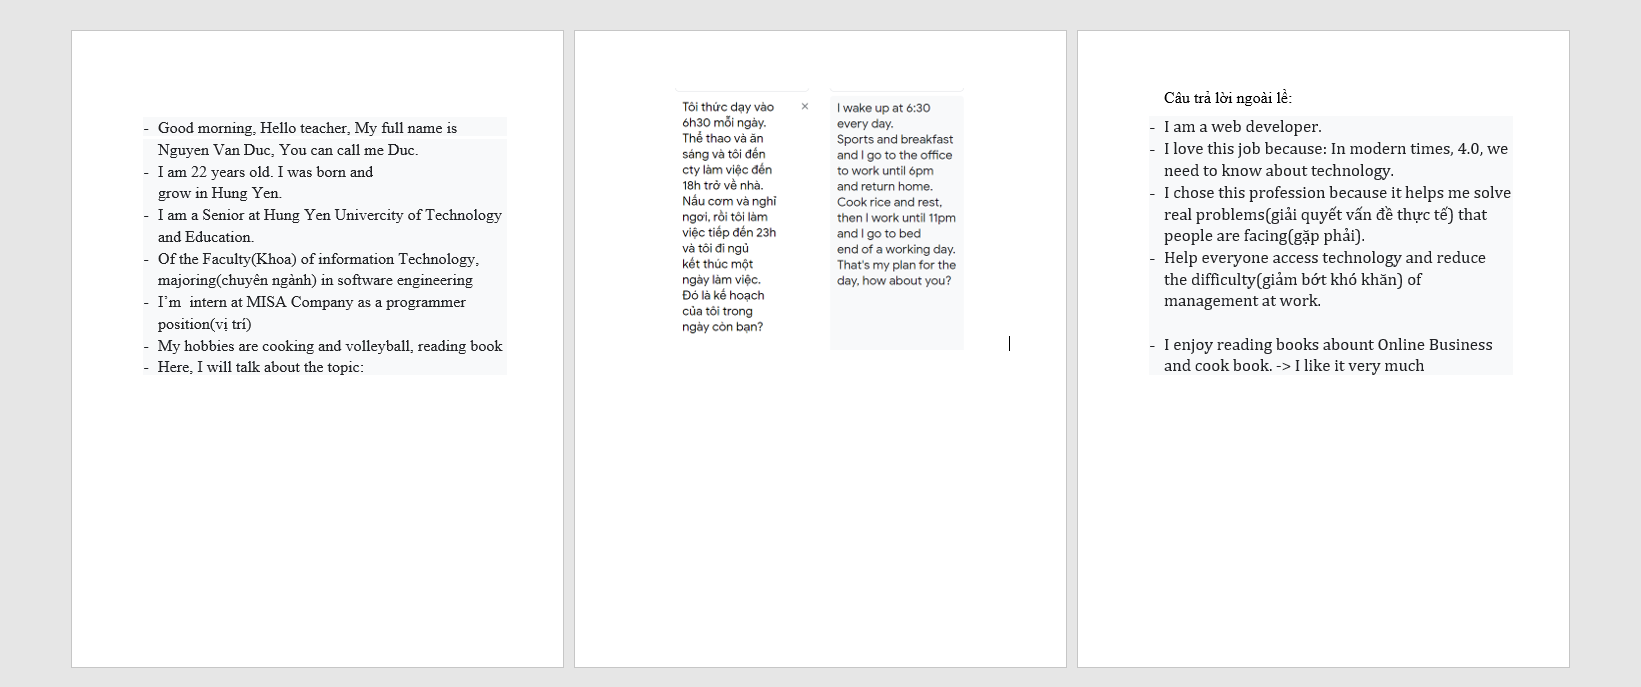 - Good morning, Hello teacher, My full name is
Nguyen Van Duc, You can call me Duc.
- I am 22 years old. I was born and
grow in Hung Yen.
- I am a Senior at Hung Yen Univercity of Technology
and Education.
- Of the Faculty(Khoa) of information Technology,
majoring(chuyên ngành) in software engineering
- I'm  intern at MISA Company as a programmer
position(vị trí)
- My hobbies are cooking and volleyball, reading book
- Here, I will talk about the topic:
Tôi thức dạy vào
6h30 mỗi ngày.
Thể thao và ăn
sáng và tôi đến
cty làm việc đến
18h trở về nhà.
Nấu cơm và nghỉ
ngơi, rồi tôi làm
việc tiếp đến 23h
và tôi đi ngủ
kết thúc một
ngày làm việc.
Đó là kế hoạch
của tôi trong
ngày còn bạn?
I wake up at 6:30
every day.
Sports and breakfast
and I go to the office
to work until 6pm
and return home.
Cook rice and rest,
then I work until 11pm
and I go to bed
end of a working day.
That's my plan for the
day, how about you?
Câu trả lời ngoài lề:
- I am a web developer.
- I love this job because: In modern times, 4.0, we
need to know about technology.
- I chose this profession because it helps me solve
real problems(giải quyết vấn đề thực tế) that
people are facing(gặp phải).
- Help everyone access technology and reduce
the difficulty(giảm bớt khó khăn) of
management at work.
- I enjoy reading books abount Online Business
and cook book. -> I like it very much